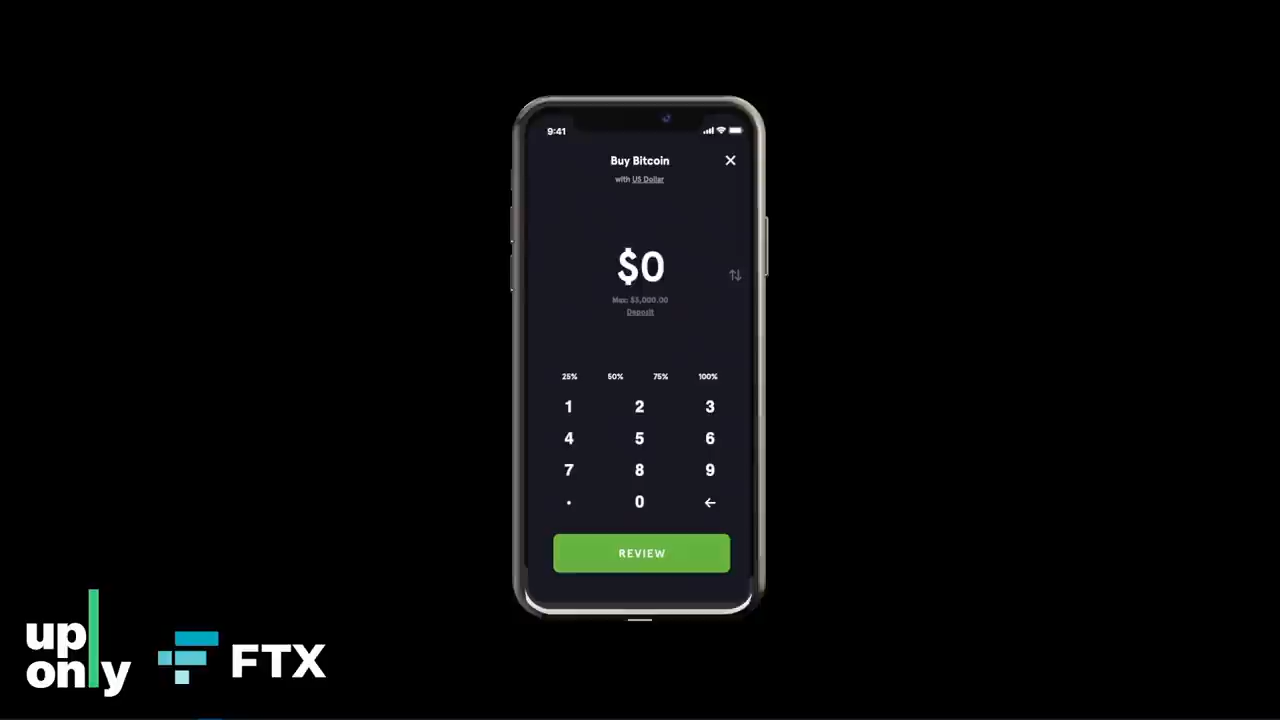 9:41
Buy Bitcoin
with US Dollar
$0
Max: $3,000.00
Deposit
25% 50% 75% 100%
1 2 3
4 5 6
7 8 9
. 0 ←
REVIEW
up only
FTX